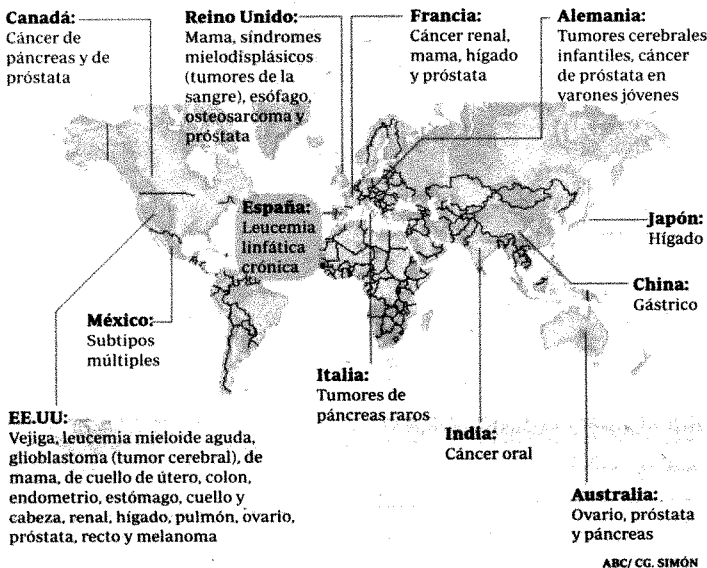 Canadá:
Cáncer de
páncreas y de
próstata
Reino Unido:
Mama, síndromes
mielodisplásicos
(tumores de la
sangre), esófago,
osteosarcoma y
próstata
Francia:
Cáncer renal,
mama, hígado
y próstata
Alemania:
Tumores cerebrales
infantiles, cáncer
de próstata en
varones jóvenes
España:
Leucemia
linfática
crónica
Japón:
Hígado
China:
Gástrico
México:
Subtipos
múltiples
Italia:
Tumores de
páncreas raros
India:
Cáncer oral
EE.UU:
Vejiga, leucemia mieloide aguda,
glioblastoma (tumor cerebral), de
mama, de cuello de útero, colon,
endometrio, estómago, cuello y
cabeza, renal, hígado, pulmón, ovario,
próstata, recto y melanoma
Australia:
Ovario, próstata
y páncreas
ABC/ CG. SIMÓN